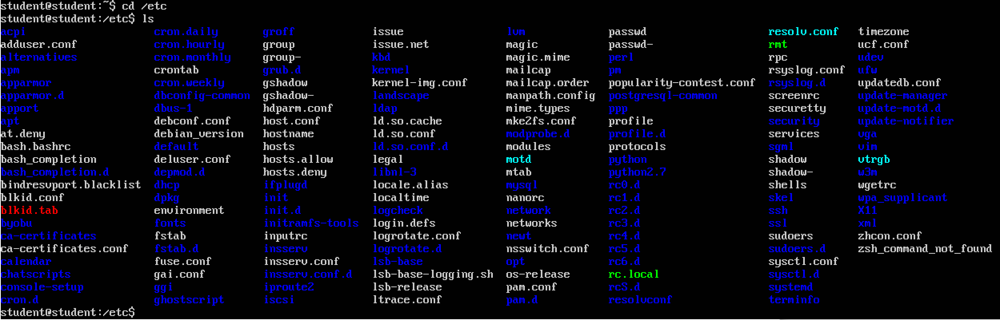 student@student:~$ cd /etc
student@student:/etc$ ls
acpi cron.daily groff issue lvm passwd resolv.conf timezone
adduser.conf cron.hourly group issue.net magic passwd- rmt ucf.conf
alternatives cron.monthly group- kbd magic.mime perl rpc udev
apm crontab grub.d kernel mailcap pm rsyslog.conf ufw
apparmor cron.weekly gshadow kernel-img.conf mailcap.order popularity-contest.conf rsyslog.d updatedb.conf
apparmor.d dbconfig-common gshadow- landscape manpath.config postgresql-common screenrc update-manager
apport dbus-1 hdparm.conf ldap mime.types ppp securetty update-motd.d
apt debconf.conf host.conf ld.so.cache mke2fs.conf profile security update-notifier
at.deny debian_version hostname ld.so.conf modprobe.d profile.d services vga
bash.bashrc default hosts ld.so.conf.d modules protocols sgml vim
bash_completion deluser.conf hosts.allow legal motd python shadow vtrgb
bash_completion.d depmod.d hosts.deny libnl-3 mtab python2.7 shadow- w3m
bindresvport.blacklist dhcp ifplugd locale.alias mysql rc0.d shells wgetrc
blkid.conf dpkg init localtime nanorc rc1.d skel wpa_supplicant
blkid.tab environment init.d logcheck network rc2.d ssh X11
byobu fonts initramfs-tools login.defs networks rc3.d ssl xml
ca-certificates fstab inputrc logrotate.conf newt rc4.d sudoers zhcon.conf
ca-certificates.conf fstab.d insserv logrotate.d nsswitch.conf rc5.d sudoers.d zsh_command_not_found
calendar fuse.conf insserv.conf lsb-base opt rc6.d sysctl.conf
chatscripts gai.conf insserv.conf.d lsb-base-logging.sh os-release rc.local sysctl.d
console-setup ggi iproute2 lsb-release pam.conf rcS.d systemd
cron.d ghostscript iscsi ltrace.conf pam.d resolvconf terminfo
student@student:/etc$